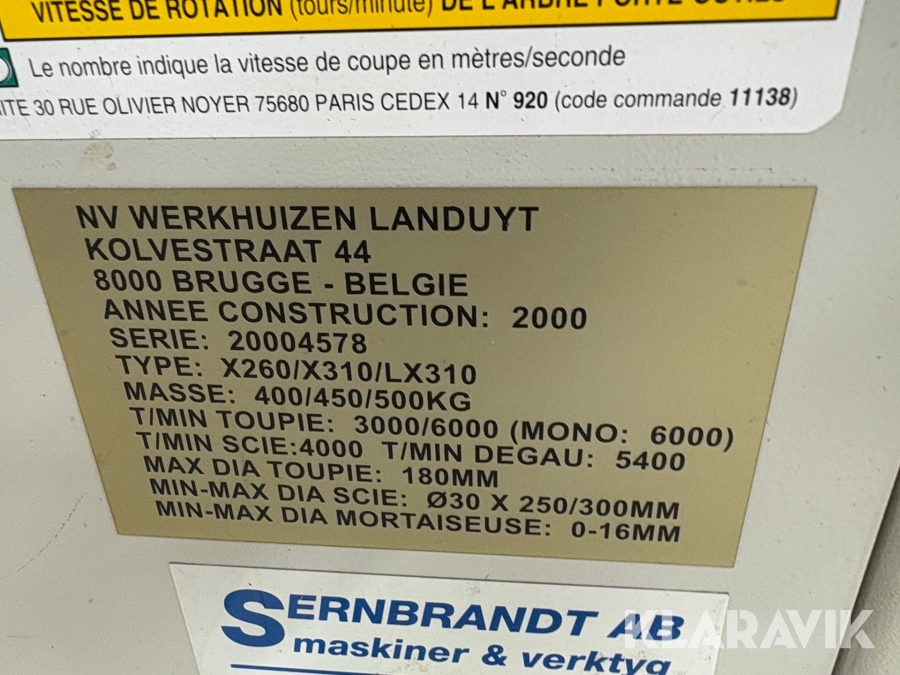 VITESSE DE ROTATION (tours/minute) DE L'ARBRE PORTE-OUTILS
Le nombre indique la vitesse de coupe en mètres/seconde
30 RUE OLIVIER NOYER 75680 PARIS CEDEX 14 N° 920 (code commande 11138)
NV WERKHUIZEN LANDUYT
KOLVESTRAAT 44
8000 BRUGGE - BELGIE
ANNEE CONSTRUCTION: 2000
SERIE: 20004578
TYPE: X260/X310/LX310
MASSE: 400/450/500KG
T/MIN TOUPIE: 3000/6000 (MONO: 6000)
T/MIN SCIE:4000 T/MIN DEGAU: 5400
MAX DIA TOUPIE: 180MM
MIN-MAX DIA SCIE: Ø30 X 250/300MM
MIN-MAX DIA MORTAISEUSE: 0-16MM
SERNBRANDT AB
maskiner & verktyg
KLARAVIK